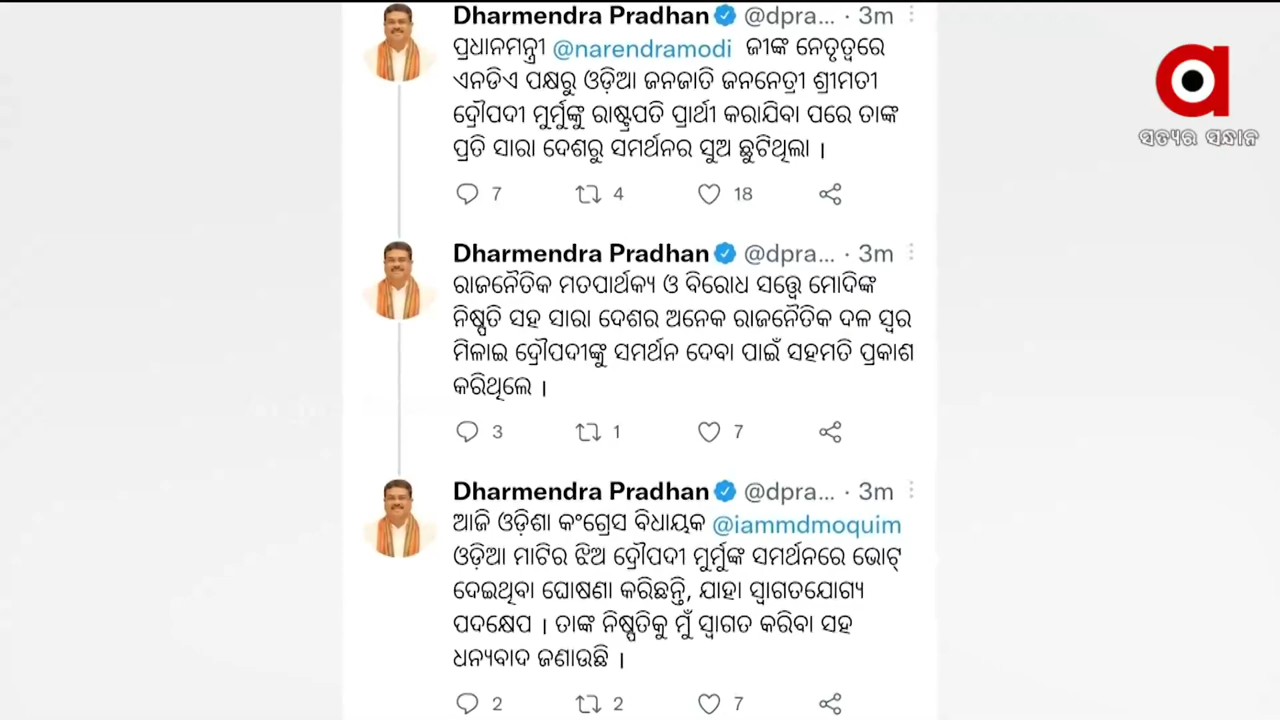 Dharmendra Pradhan @dpra... · 3m
ପ୍ରଧାନମନ୍ତ୍ରୀ @narendramodi ଜୀଙ୍କ ନେତୃତ୍ୱରେ
ଏନଡିଏ ପକ୍ଷରୁ ଓଡ଼ିଆ ଜନଜାତି ଜନନେତ୍ରୀ ଶ୍ରୀମତୀ
ଦ୍ରୌପଦୀ ମୁର୍ମୁଙ୍କୁ ରାଷ୍ଟ୍ରପତି ପ୍ରାର୍ଥୀ କରାଯିବା ପରେ ତାଙ୍କ
ପ୍ରତି ସାରା ଦେଶରୁ ସମର୍ଥନର ସୁଅ ଛୁଟିଥିଲା ।
7 4 18
ସତ୍ୟର ସନ୍ଧାନ
Dharmendra Pradhan @dpra... · 3m
ରାଜନୈତିକ ମତପାର୍ଥକ୍ୟ ଓ ବିରୋଧ ସତ୍ତ୍ୱେ ମୋଦିଙ୍କ
ନିଷ୍ପତି ସହ ସାରା ଦେଶର ଅନେକ ରାଜନୈତିକ ଦଳ ସ୍ୱର
ମିଳାଇ ଦ୍ରୌପଦୀଙ୍କୁ ସମର୍ଥନ ଦେବା ପାଇଁ ସହମତି ପ୍ରକାଶ
କରିଥିଲେ ।
3 1 7
Dharmendra Pradhan @dpra... · 3m
ଆଜି ଓଡ଼ିଶା କଂଗ୍ରେସ ବିଧାୟକ @iammdmoquim
ଓଡ଼ିଆ ମାଟିର ଝିଅ ଦ୍ରୌପଦୀ ମୁର୍ମୁଙ୍କ ସମର୍ଥନରେ ଭୋଟ୍
ଦେଇଥିବା ଘୋଷଣା କରିଛନ୍ତି, ଯାହା ସ୍ୱାଗତଯୋଗ୍ୟ
ପଦକ୍ଷେପ । ତାଙ୍କ ନିଷ୍ପତିକୁ ମୁଁ ସ୍ୱାଗତ କରିବା ସହ
ଧନ୍ୟବାଦ ଜଣାଉଛି ।
2 2 7